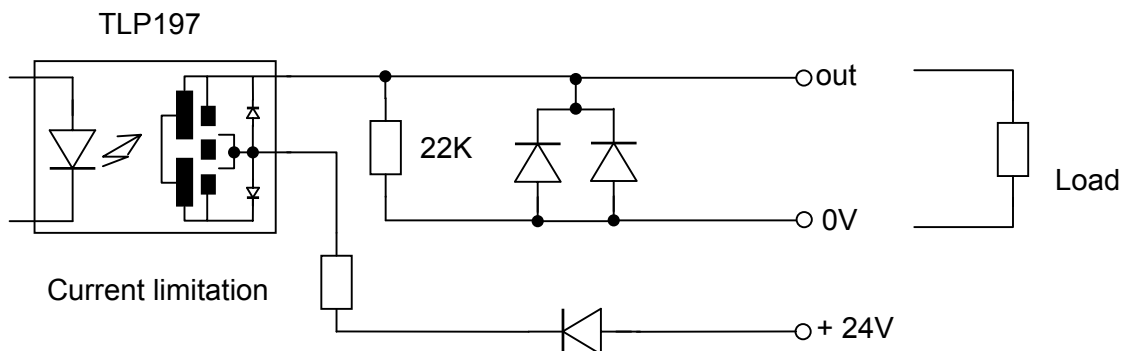 TLP197
out
22K
Load
0V
Current limitation
+ 24V